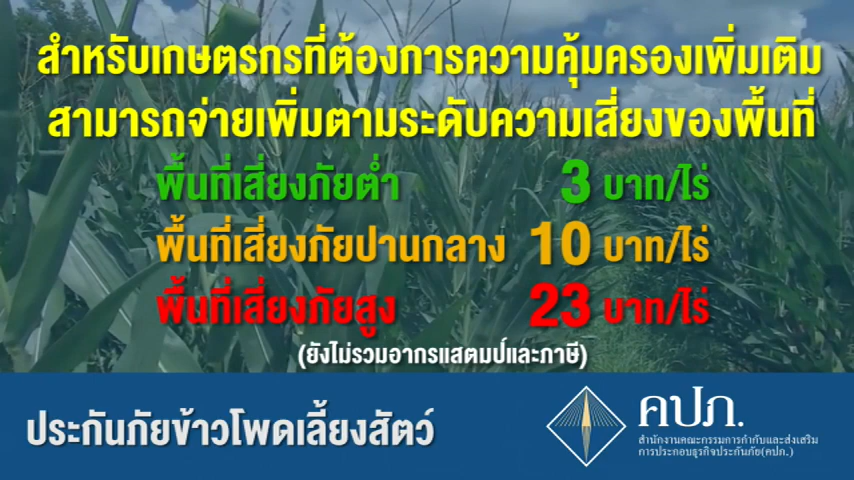 สำหรับเกษตรกรที่ต้องการความคุ้มครองเพิ่มเติม
สามารถจ่ายเพิ่มตามระดับความเสี่ยงของพื้นที่
พื้นที่เสี่ยงภัยต่ำ 3 บาท/ไร่
พื้นที่เสี่ยงภัยปานกลาง 10 บาท/ไร่
พื้นที่เสี่ยงภัยสูง 23 บาท/ไร่
(ยังไม่รวมอากรแสตมป์และภาษี)
ประกันภัยข้าวโพดเลี้ยงสัตว์
คปภ.
สำนักงานคณะกรรมการกำกับและส่งเสริม
การประกอบธุรกิจประกันภัย(คปภ.)